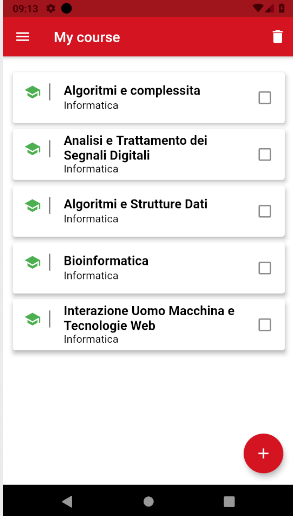 09:13
My course
Algoritmi e complessita
Informatica
Analisi e Trattamento dei
Segnali Digitali
Informatica
Algoritmi e Strutture Dati
Informatica
Bioinformatica
Informatica
Interazione Uomo Macchina e
Tecnologie Web
Informatica
+